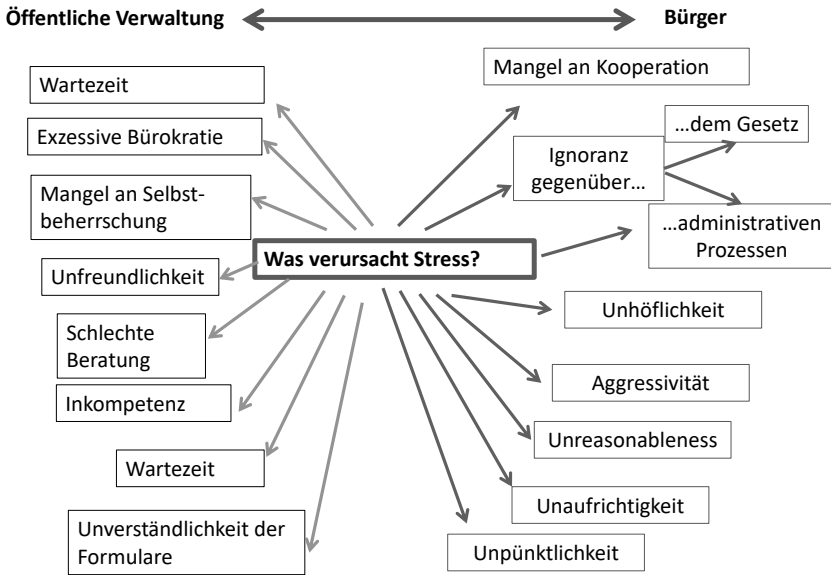 Öffentliche Verwaltung
Bürger
Wartezeit
Exzessive Bürokratie
Mangel an Selbst-
beherrschung
Unfreundlichkeit
Schlechte
Beratung
Inkompetenz
Wartezeit
Unverständlichkeit der
Formulare
Was verursacht Stress?
Mangel an Kooperation
Ignoranz
gegenüber...
...dem Gesetz
...administrativen
Prozessen
Unhöflichkeit
Aggressivität
Unreasonableness
Unaufrichtigkeit
Unpünktlichkeit